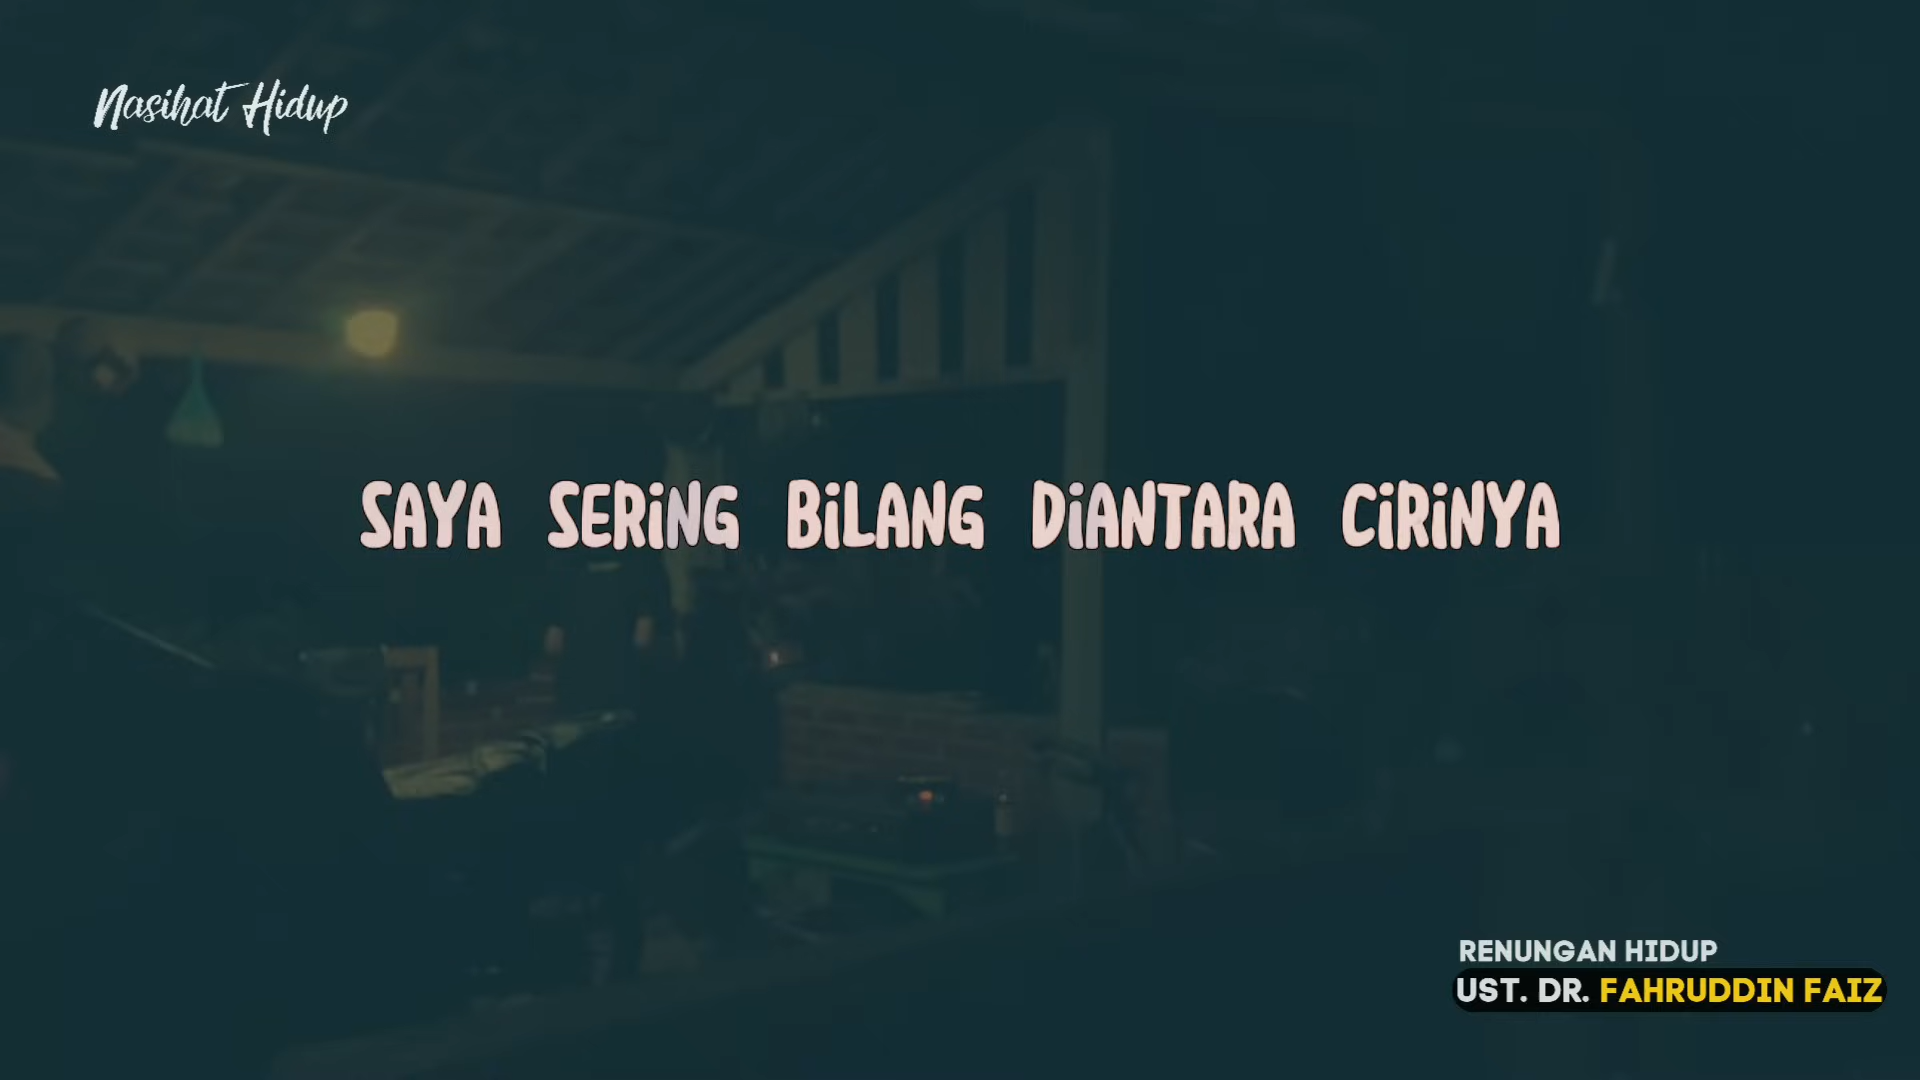 Nasihat Hidup
SAYA SERiNG BiLANG DiANTARA CiRiNYA
RENUNGAN HIDUP
UST. DR. FAHRUDDIN FAIZ